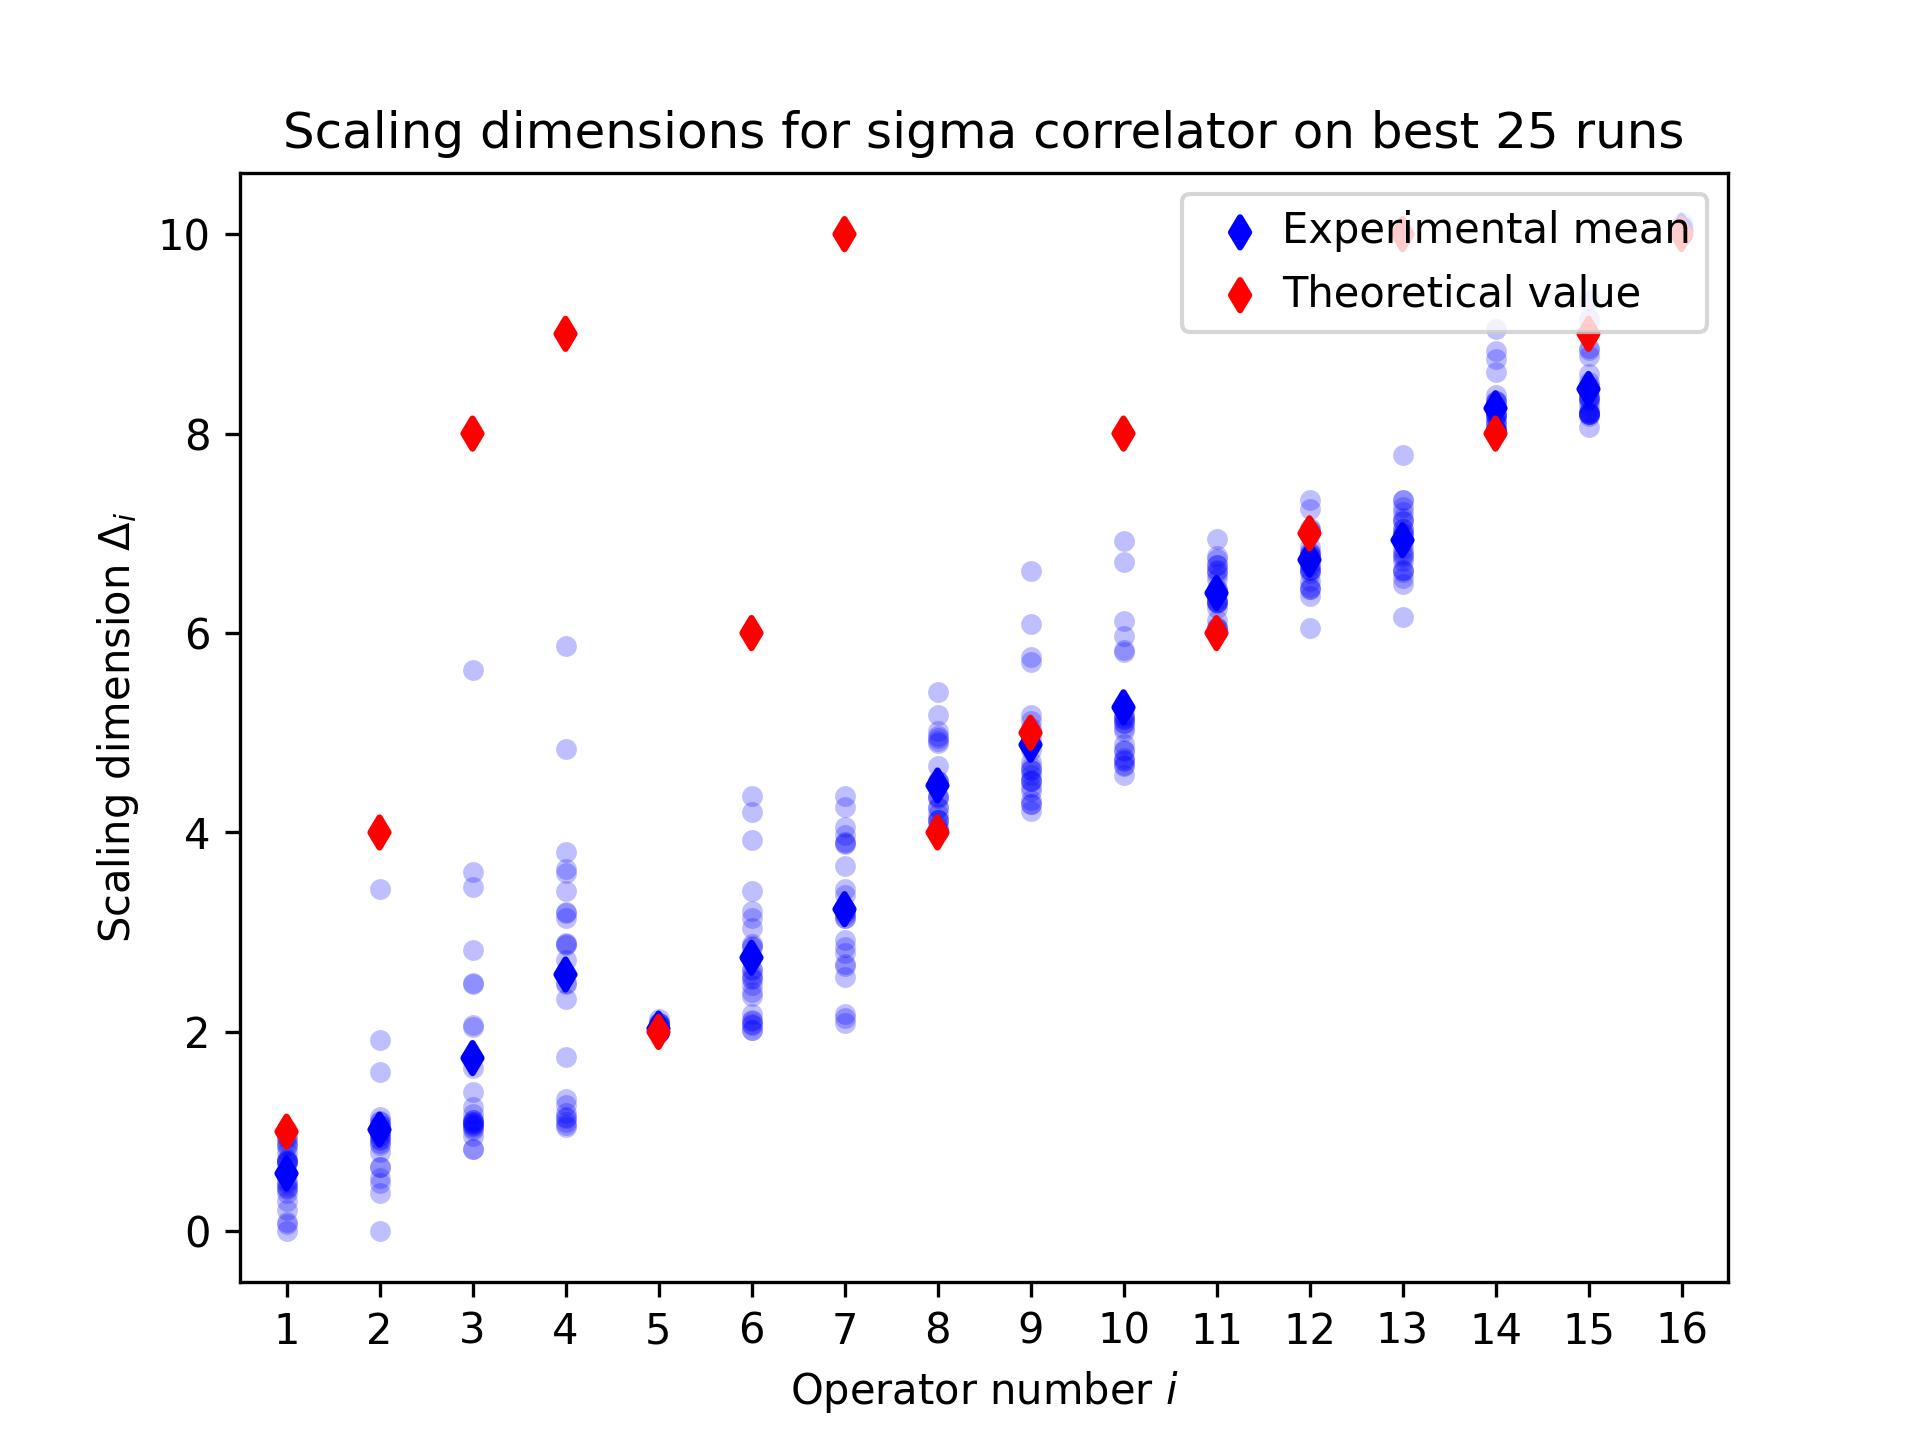 Scaling dimensions for sigma correlator on best 25 runs
Experimental mean
Theoretical value
Scaling dimension Δᵢ
10
8
6
4
2
0
1 2 3 4 5 6 7 8 9 10 11 12 13 14 15 16
Operator number i